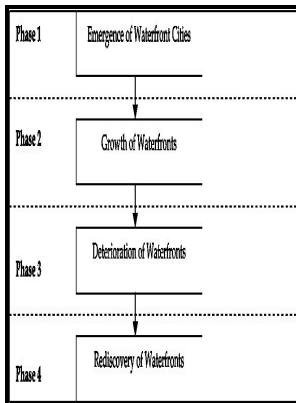 Phase 1
Emergence of Waterfront Cities
Phase 2
Growth of Waterfronts
Deterioration of Waterfronts
Phase 3
Rediscovery of Waterfronts
Phase 4